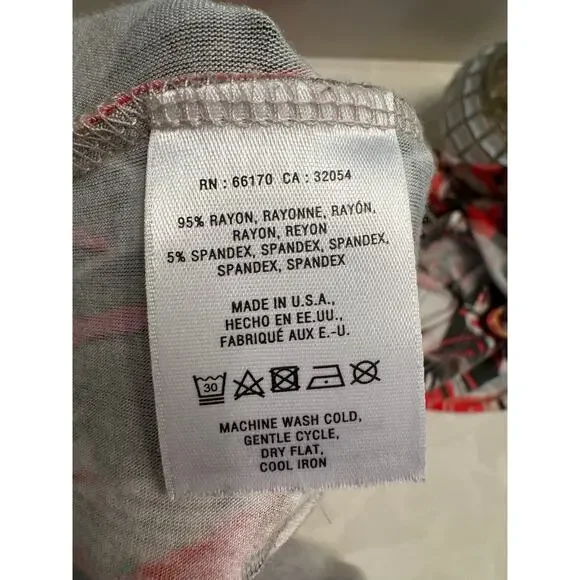 RN : 66170 CA : 32054
95% RAYON, RAYONNE, RAYÓN,
RAYON, REYON
5% SPANDEX, SPANDEX, SPANDEX,
SPANDEX, SPANDEX
MADE IN U.S.A.,
HECHO EN EE.UU.,
FABRIQUÉ AUX E.-U.
30
MACHINE WASH COLD,
GENTLE CYCLE,
DRY FLAT,
COOL IRON